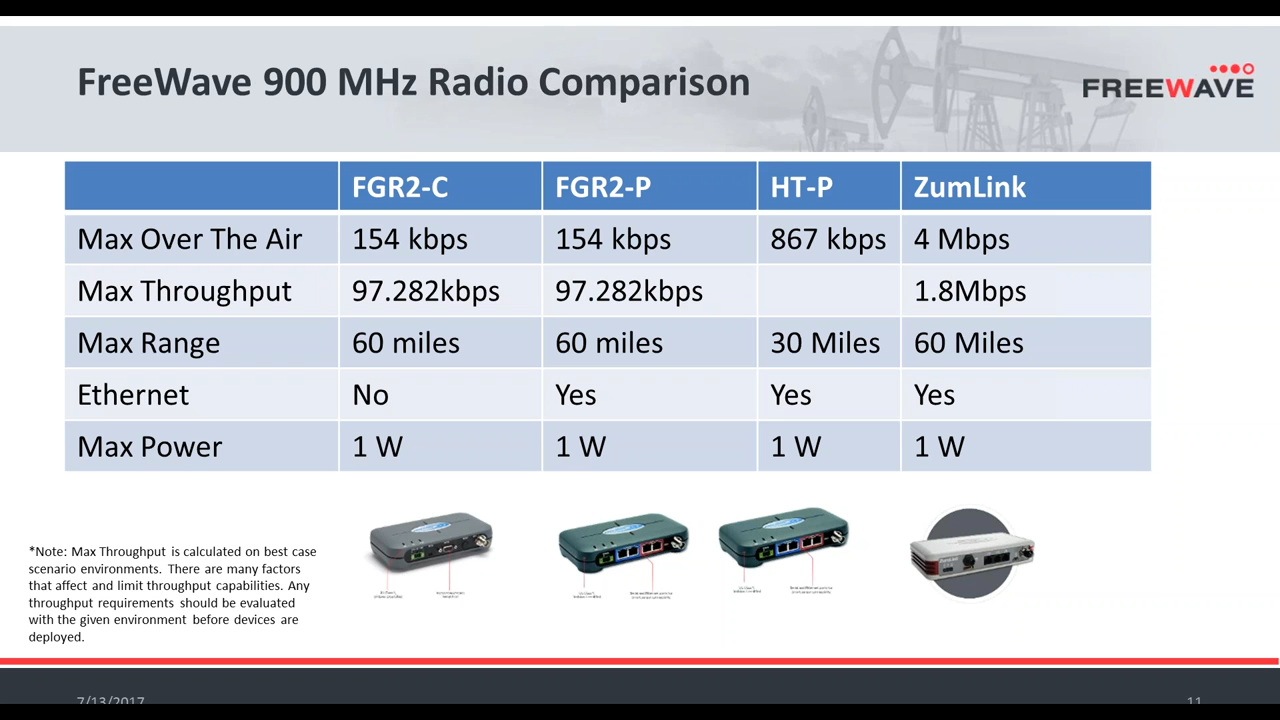 FreeWave 900 MHz Radio Comparison
FREEWAVE
FGR2-C FGR2-P HT-P ZumLink
Max Over The Air 154 kbps 154 kbps 867 kbps 4 Mbps
Max Throughput 97.282kbps 97.282kbps 1.8Mbps
Max Range 60 miles 60 miles 30 Miles 60 Miles
Ethernet No Yes Yes Yes
Max Power 1 W 1 W 1 W 1 W
*Note: Max Throughput is calculated on best case
scenario environments. There are many factors
that affect and limit throughput capabilities. Any
throughput requirements should be evaluated
with the given environment before devices are
deployed.
7/13/2017
11